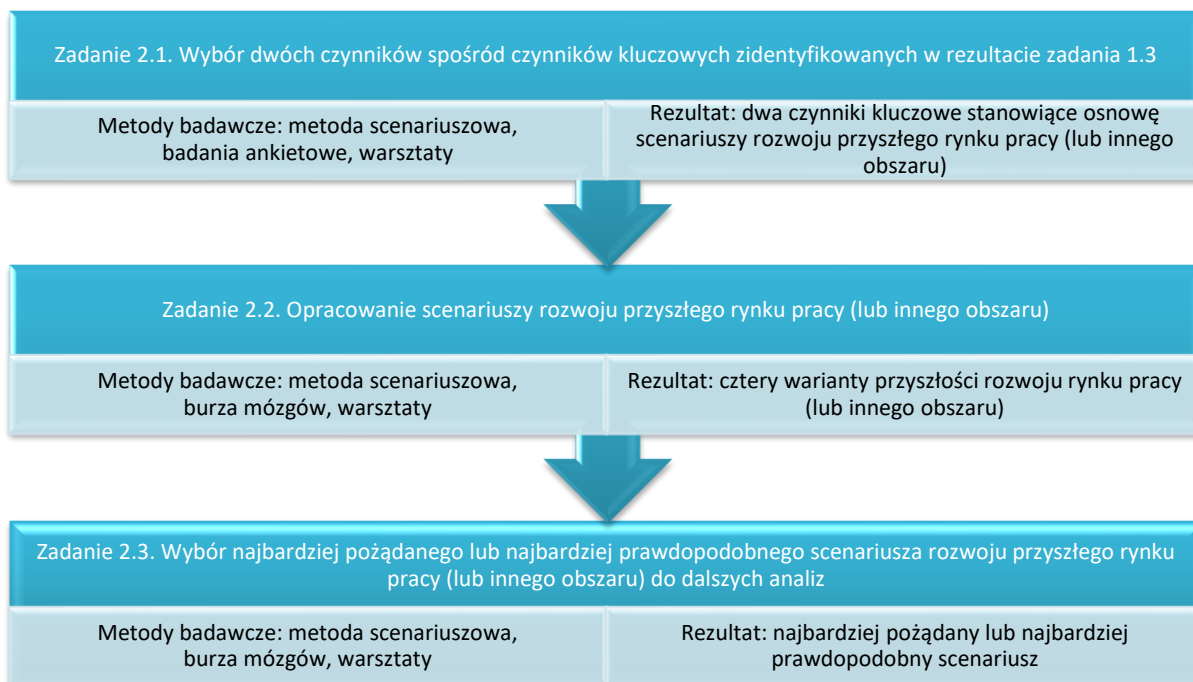 Zadanie 2.1. Wybór dwóch czynników spośród czynników kluczowych zidentyfikowanych w rezultacie zadania 1.3
Metody badawcze: metoda scenariuszowa,
badania ankietowe, warsztaty
Rezultat: dwa czynniki kluczowe stanowiące osnowę
scenariuszy rozwoju przyszłego rynku pracy (lub innego
obszaru)
Zadanie 2.2. Opracowanie scenariuszy rozwoju przyszłego rynku pracy (lub innego obszaru)
Metody badawcze: metoda scenariuszowa,
burza mózgów, warsztaty
Rezultat: cztery warianty przyszłości rozwoju rynku pracy
(lub innego obszaru)
Zadanie 2.3. Wybór najbardziej pożądanego lub najbardziej prawdopodobnego scenariusza rozwoju przyszłego rynku
pracy (lub innego obszaru) do dalszych analiz
Metody badawcze: metoda scenariuszowa,
burza mózgów, warsztaty
Rezultat: najbardziej pożądany lub najbardziej
prawdopodobny scenariusz